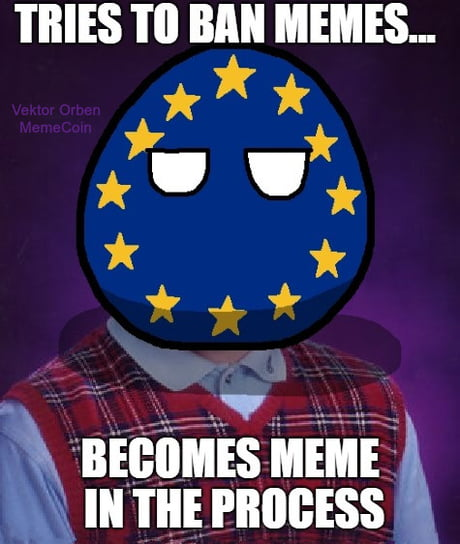 TRIES TO BAN MEMES...
Vektor Orben
MemeCoin
BECOMES MEME
IN THE PROCESS